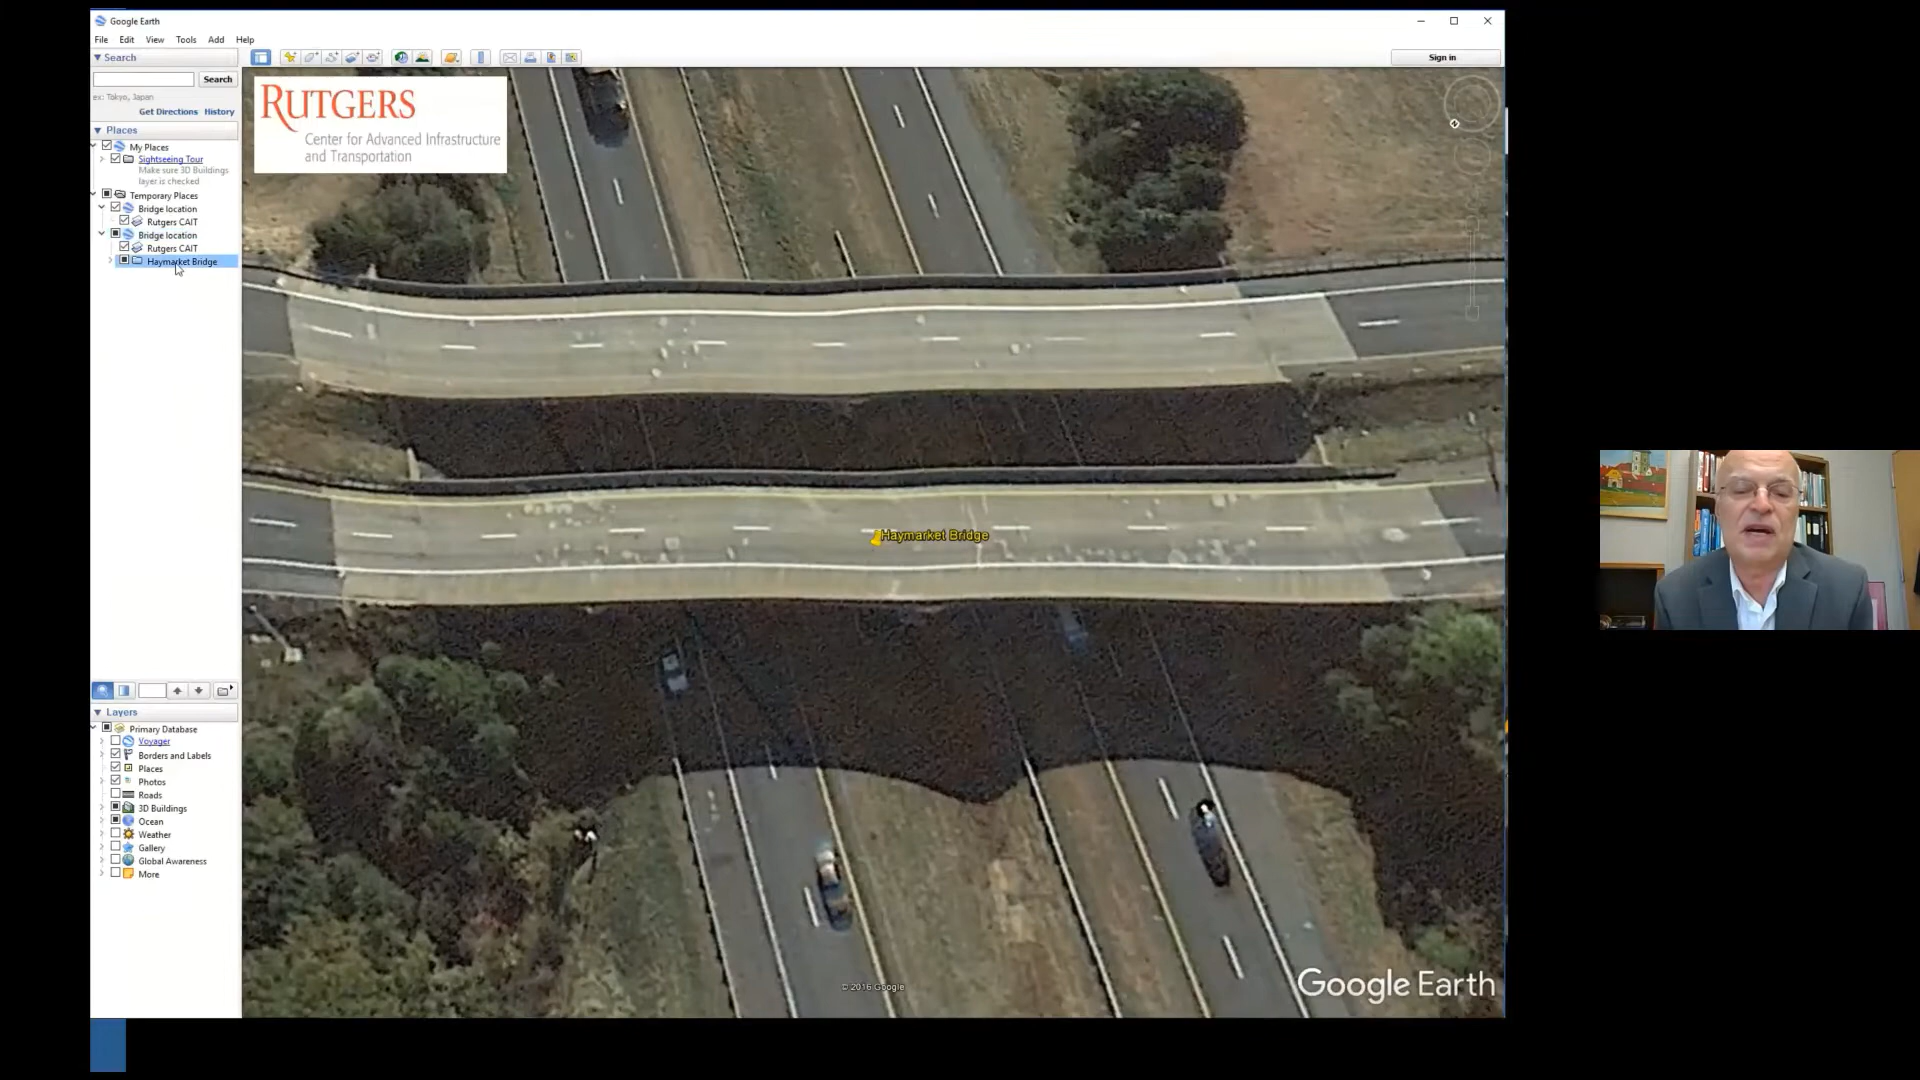 Google Earth
File Edit View Tools Add Help
Search
Search
ex: Tokyo, Japan
Get Directions History
Places
My Places
Sightseeing Tour
Make sure 3D Buildings
layer is checked
Temporary Places
Bridge location
Rutgers CAIT
Bridge location
Rutgers CAIT
Haymarket Bridge
Layers
Primary Database
Voyager
Borders and Labels
Places
Photos
Roads
3D Buildings
Ocean
Weather
Gallery
Global Awareness
More
Sign in
RUTGERS
Center for Advanced Infrastructure
and Transportation
Haymarket Bridge
© 2016 Google
Google Earth